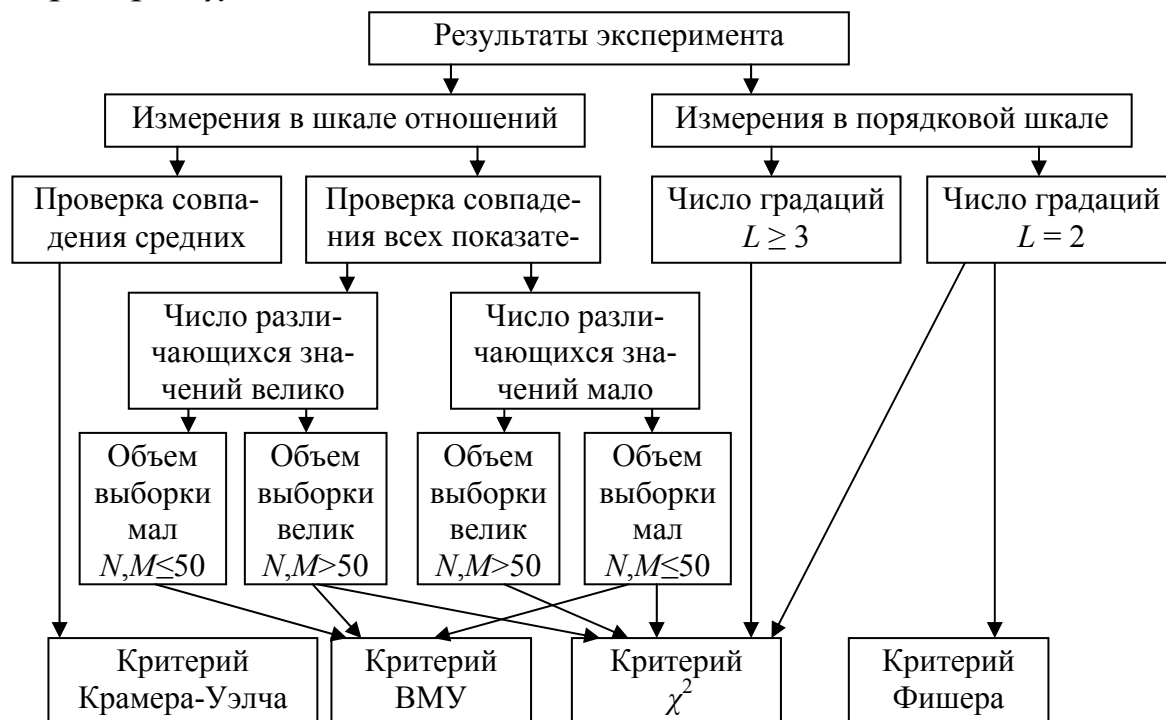 Результаты эксперимента
Измерения в шкале отношений
Измерения в порядковой шкале
Проверка совпа-
дения средних
Проверка совпаде-
ния всех показате-
Число градаций
L ≥ 3
Число градаций
L = 2
Число разли-
чающихся зна-
чений велико
Число разли-
чающихся зна-
чений мало
Объем
выборки
мал
N,M≤50
Объем
выборки
велик
N,M>50
Объем
выборки
велик
N,M>50
Объем
выборки
мал
N,M≤50
Критерий
Крамера-Уэлча
Критерий
ВМУ
Критерий
χ²
Критерий
Фишера